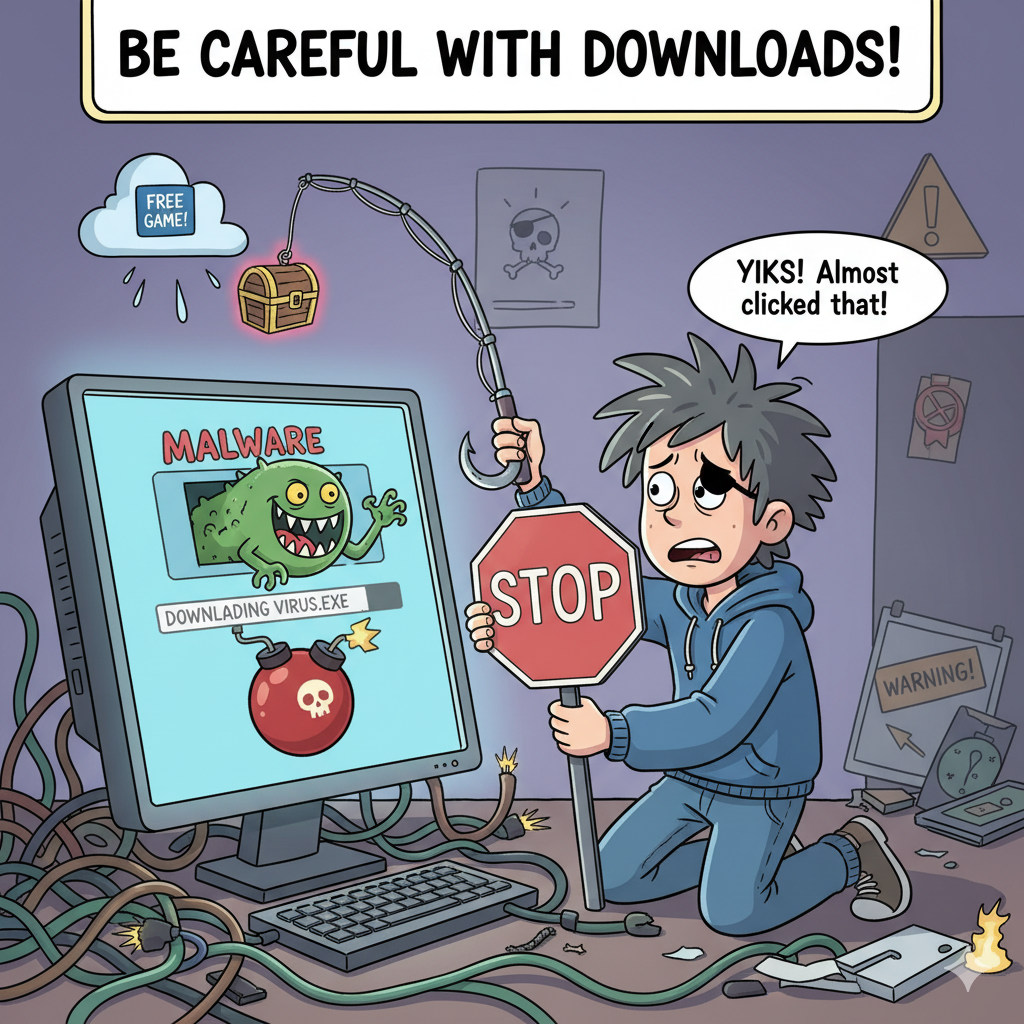 BE CAREFUL WITH DOWNLOADS!
FREE
GAME!
YIKS! Almost
clicked that!
MALWARE
DOWNLADING VIRUS.EXE
STOP
WARNING!
!